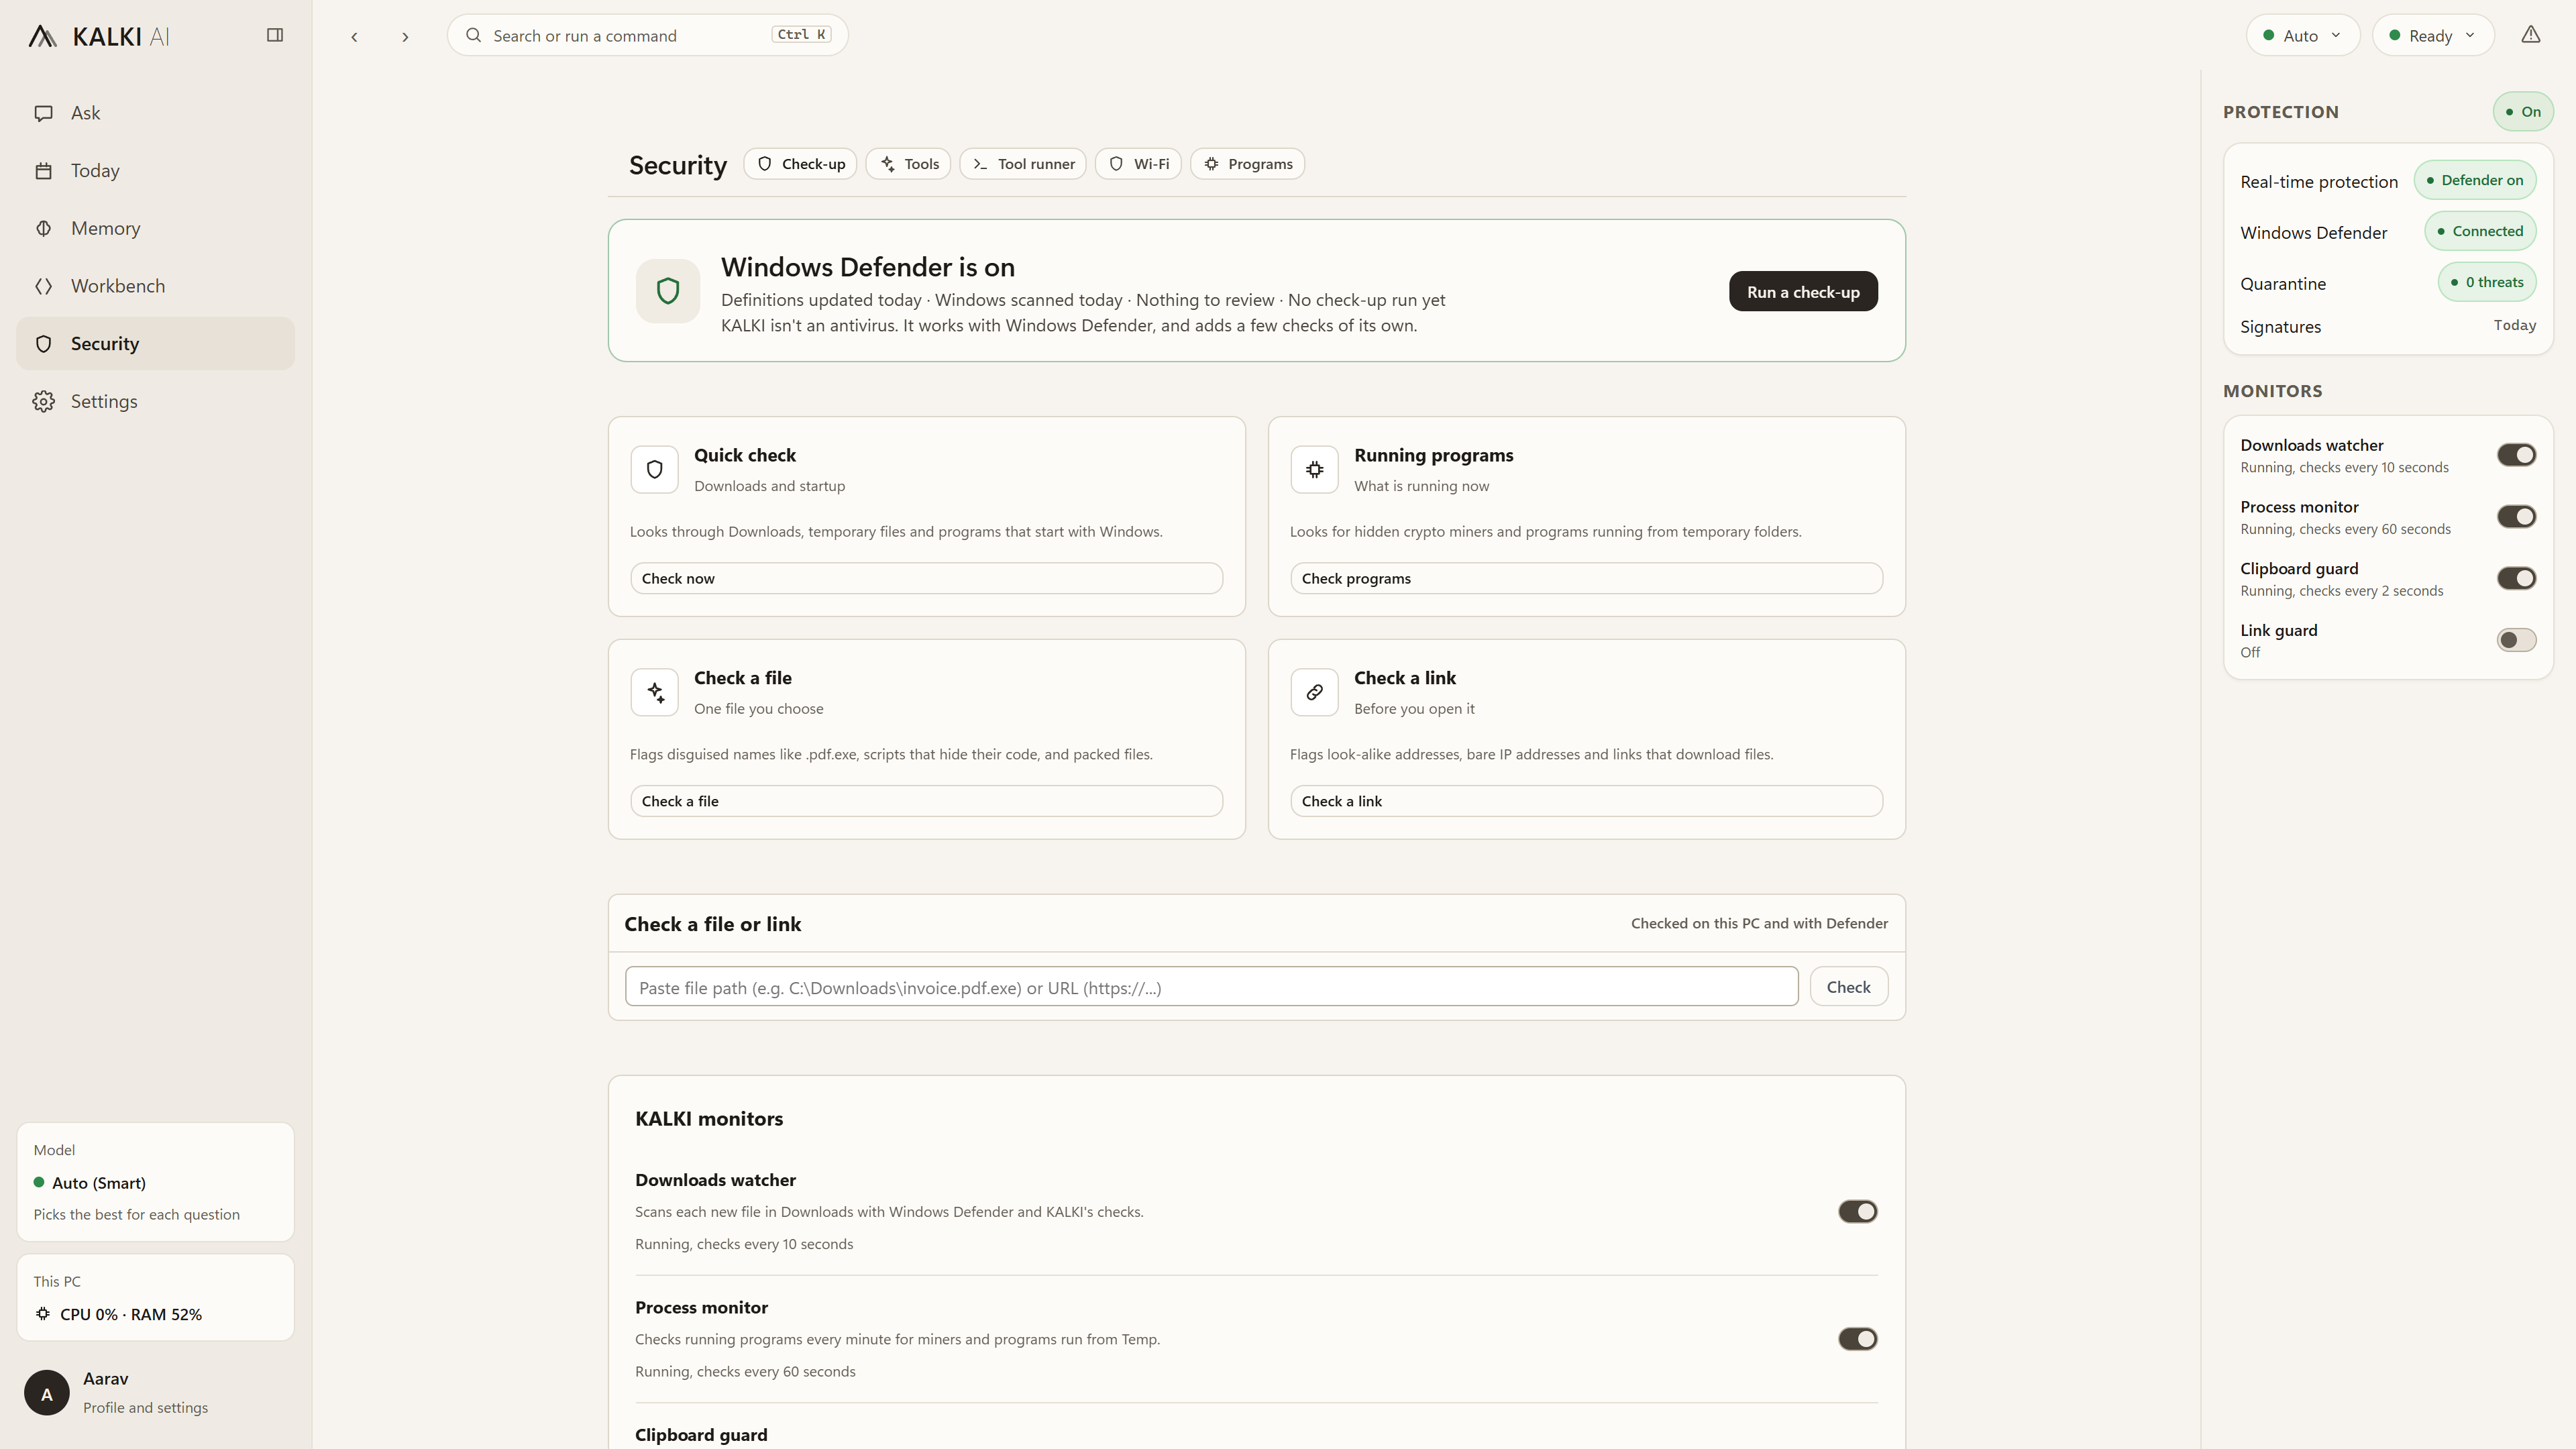 KALKI AI
Search or run a command
Ctrl K
Auto
Ready
Ask
Today
Memory
Workbench
Security
Settings
Model
Auto (Smart)
Picks the best for each question
This PC
CPU 0% · RAM 52%
A
Aarav
Profile and settings
Security
Check-up
Tools
Tool runner
Wi-Fi
Programs
Windows Defender is on
Definitions updated today · Windows scanned today · Nothing to review · No check-up run yet
KALKI isn't an antivirus. It works with Windows Defender, and adds a few checks of its own.
Run a check-up
Quick check
Downloads and startup
Looks through Downloads, temporary files and programs that start with Windows.
Check now
Running programs
What is running now
Looks for hidden crypto miners and programs running from temporary folders.
Check programs
Check a file
One file you choose
Flags disguised names like .pdf.exe, scripts that hide their code, and packed files.
Check a file
Check a link
Before you open it
Flags look-alike addresses, bare IP addresses and links that download files.
Check a link
Check a file or link
Checked on this PC and with Defender
Paste file path (e.g. C:\Downloads\invoice.pdf.exe) or URL (https://...)
Check
KALKI monitors
Downloads watcher
Scans each new file in Downloads with Windows Defender and KALKI's checks.
Running, checks every 10 seconds
Process monitor
Checks running programs every minute for miners and programs run from Temp.
Running, checks every 60 seconds
Clipboard guard
PROTECTION
On
Real-time protection
Defender on
Windows Defender
Connected
Quarantine
0 threats
Signatures
Today
MONITORS
Downloads watcher
Running, checks every 10 seconds
Process monitor
Running, checks every 60 seconds
Clipboard guard
Running, checks every 2 seconds
Link guard
Off